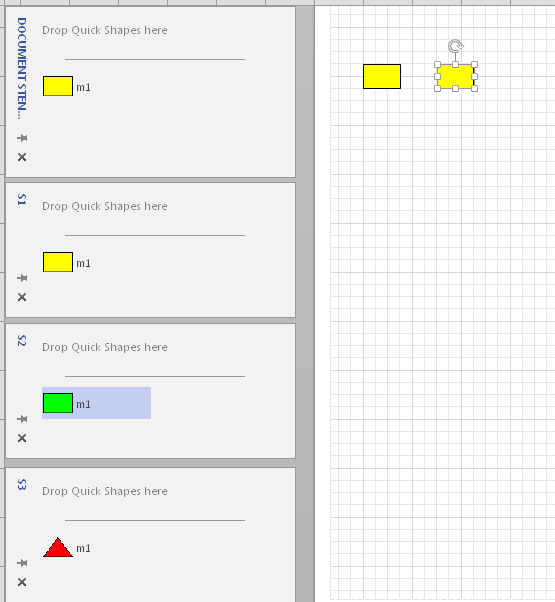 DOCUMENT STEN...
Drop Quick Shapes here
m1
S1
Drop Quick Shapes here
m1
S2
Drop Quick Shapes here
m1
S3
Drop Quick Shapes here
m1